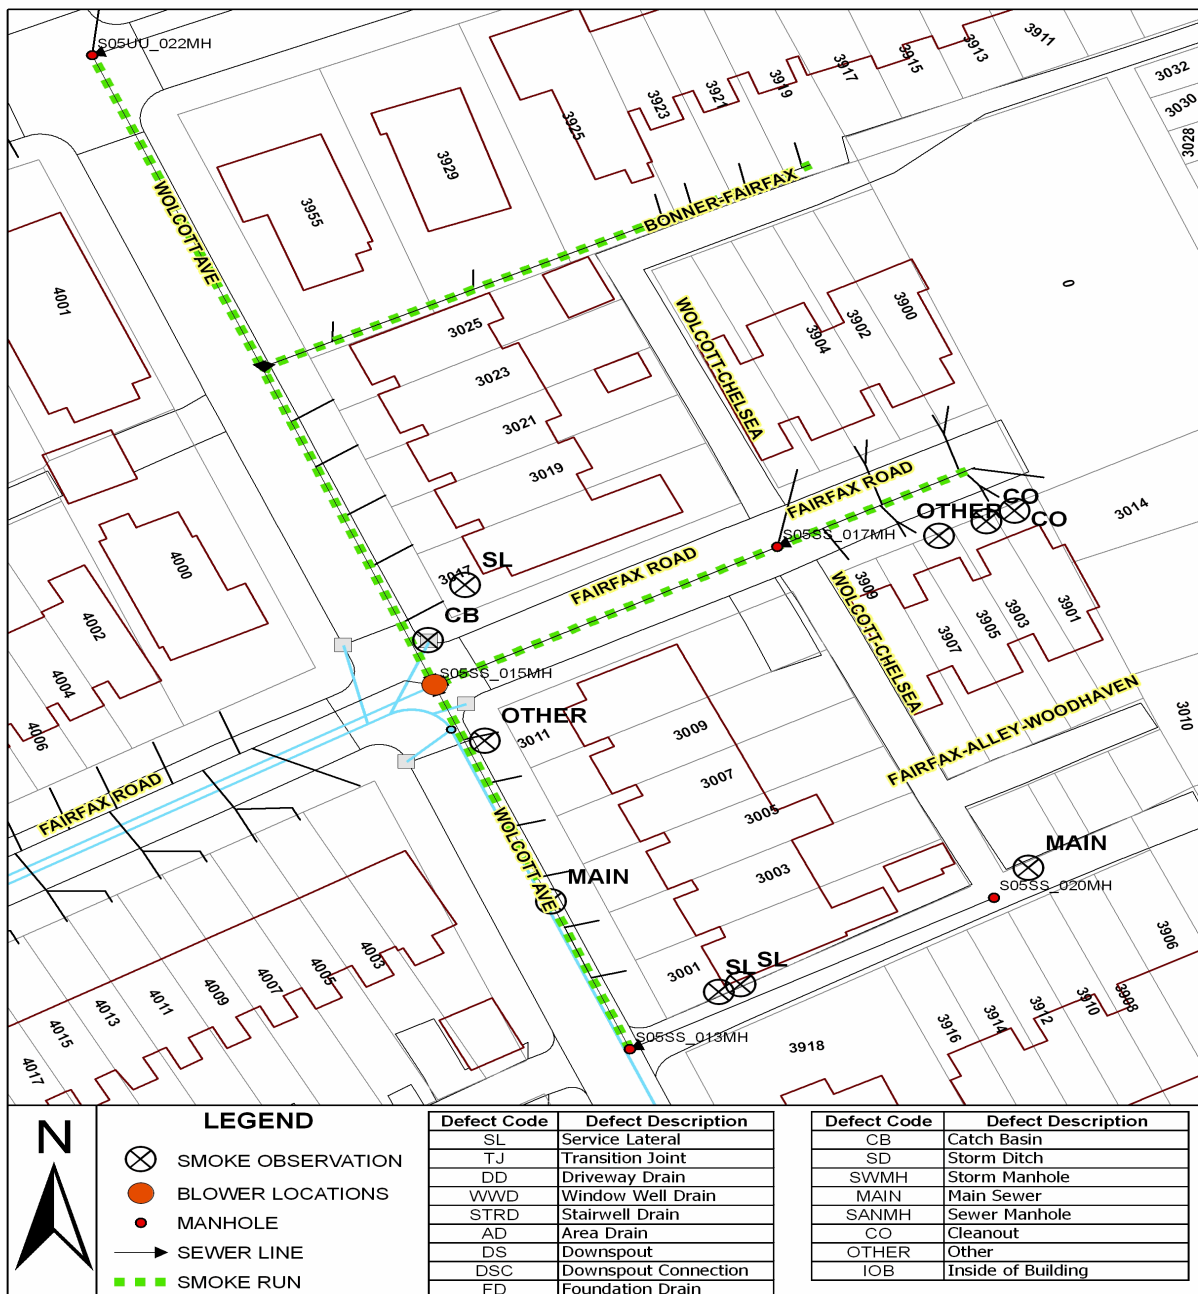 S05UU_022MH
3911
3913
3915
3917
3919
3921
3923
3925
3929
3955
3032
3030
3028
WOLCOTT AVE
BONNER-FAIRFAX
4001
0
3025
3023
3021
3019
3017
WOLCOTT-CHELSEA
3900
3902
3904
FAIRFAX ROAD
CO
OTHER
CO
3014
S05SS_017MH
FAIRFAX ROAD
SL
CB
4000
4002
4004
4006
S05SS_015MH
3909
3907
3905
3903
3901
WOLCOTT-CHELSEA
FAIRFAX-ALLEY-WOODHAVEN
3010
OTHER
3011
3009
3007
3005
3003
3001
FAIRFAX ROAD
WOLCOTT AVE
MAIN
MAIN
S05SS_020MH
SL
SL
4003
4005
4007
4009
4011
4013
4015
4017
S05SS_013MH
3918
3916
3914
3912
3910
3908
3906
N
LEGEND
SMOKE OBSERVATION
BLOWER LOCATIONS
MANHOLE
SEWER LINE
SMOKE RUN
Defect Code Defect Description
SL Service Lateral
TJ Transition Joint
DD Driveway Drain
WWD Window Well Drain
STRD Stairwell Drain
AD Area Drain
DS Downspout
DSC Downspout Connection
FD Foundation Drain
Defect Code Defect Description
CB Catch Basin
SD Storm Ditch
SWMH Storm Manhole
MAIN Main Sewer
SANMH Sewer Manhole
CO Cleanout
OTHER Other
IOB Inside of Building